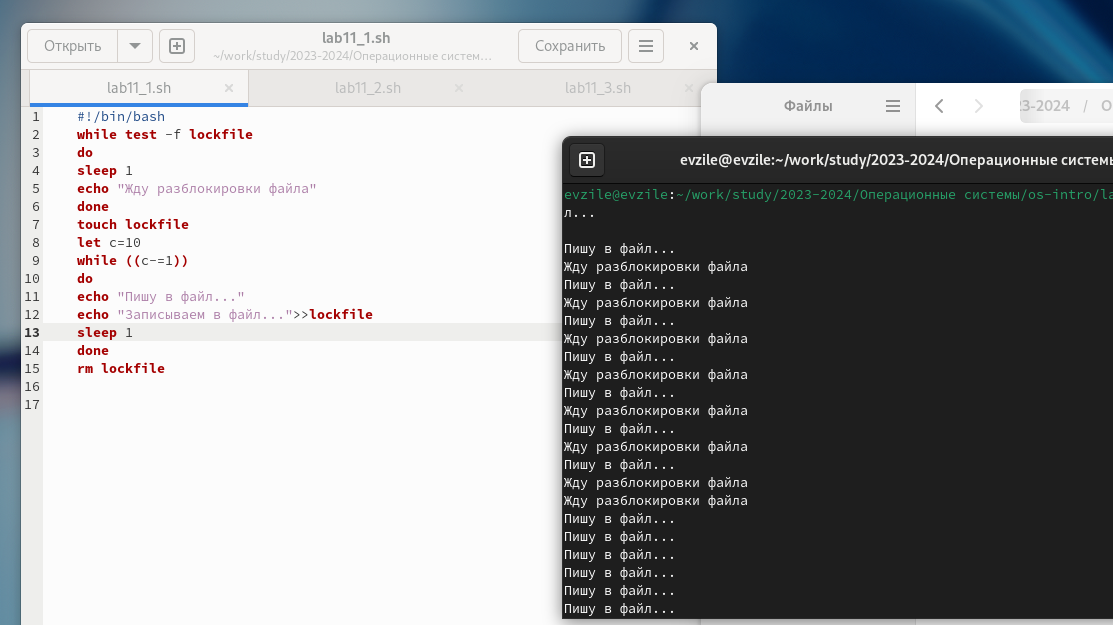 Открыть
lab11_1.sh
~/work/study/2023-2024/Операционные систем…
Сохранить
lab11_1.sh
lab11_2.sh
lab11_3.sh
1 #!/bin/bash
2 while test -f lockfile
3 do
4 sleep 1
5 echo "Жду разблокировки файла"
6 done
7 touch lockfile
8 let c=10
9 while ((c-=1))
10 do
11 echo "Пишу в файл..."
12 echo "Записываем в файл...">>lockfile
13 sleep 1
14 done
15 rm lockfile
16
17
Файлы
3-2024 / О
evzile@evzile:~/work/study/2023-2024/Операционные системы
evzile@evzile:~/work/study/2023-2024/Операционные системы/os-intro/la
л...
Пишу в файл...
Жду разблокировки файла
Пишу в файл...
Жду разблокировки файла
Пишу в файл...
Жду разблокировки файла
Пишу в файл...
Жду разблокировки файла
Пишу в файл...
Жду разблокировки файла
Пишу в файл...
Жду разблокировки файла
Пишу в файл...
Жду разблокировки файла
Жду разблокировки файла
Пишу в файл...
Пишу в файл...
Пишу в файл...
Пишу в файл...
Пишу в файл...
Пишу в файл...